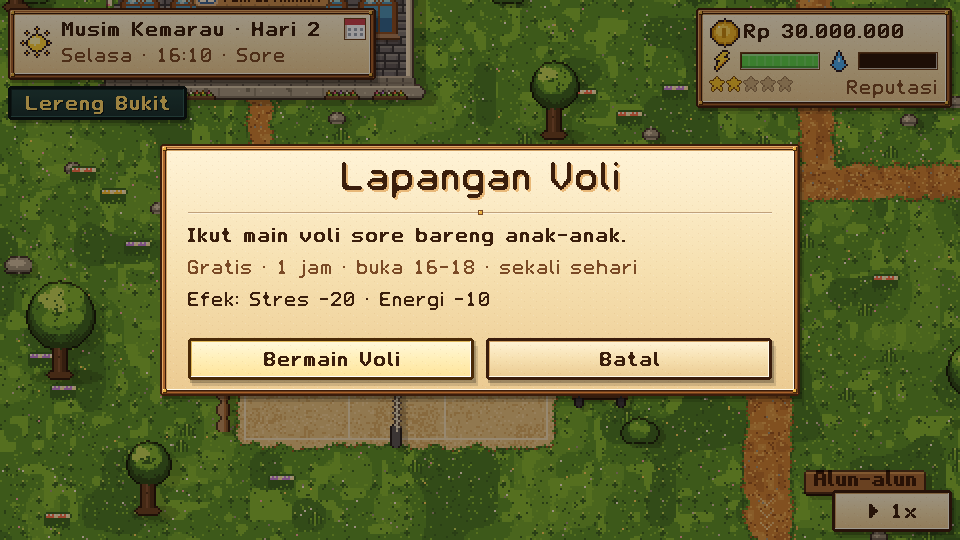 Musim Kemarau · Hari 2
Selasa · 16:10 · Sore
Rp 30.000.000
Reputasi
Lereng Bukit
Lapangan Voli
Ikut main voli sore bareng anak-anak.
Gratis · 1 jam · buka 16-18 · sekali sehari
Efek: Stres -20 · Energi -10
Bermain Voli
Batal
Alun-alun
1x